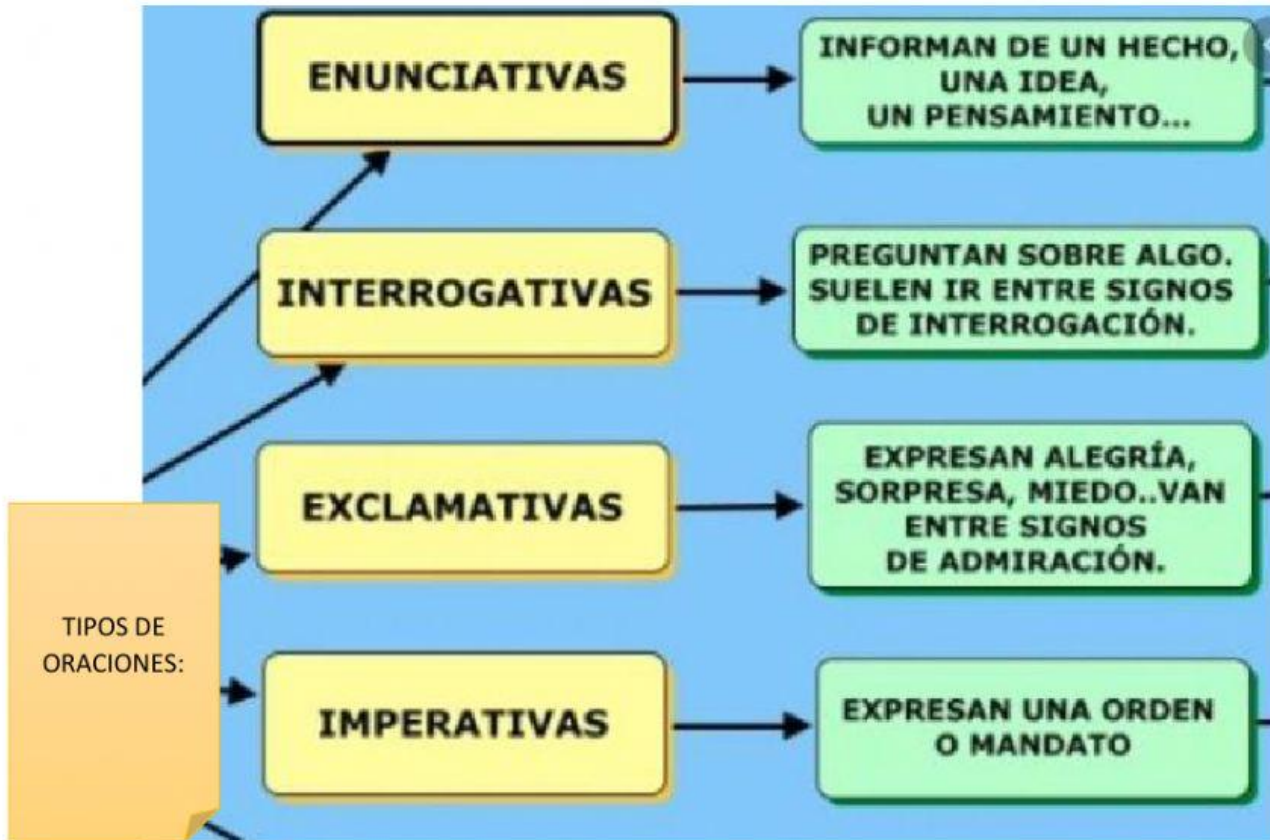 TIPOS DE
ORACIONES:
ENUNCIATIVAS
INFORMAN DE UN HECHO,
UNA IDEA,
UN PENSAMIENTO...
INTERROGATIVAS
PREGUNTAN SOBRE ALGO.
SUELEN IR ENTRE SIGNOS
DE INTERROGACIÓN.
EXCLAMATIVAS
EXPRESAN ALEGRÍA,
SORPRESA, MIEDO..VAN
ENTRE SIGNOS
DE ADMIRACIÓN.
IMPERATIVAS
EXPRESAN UNA ORDEN
O MANDATO